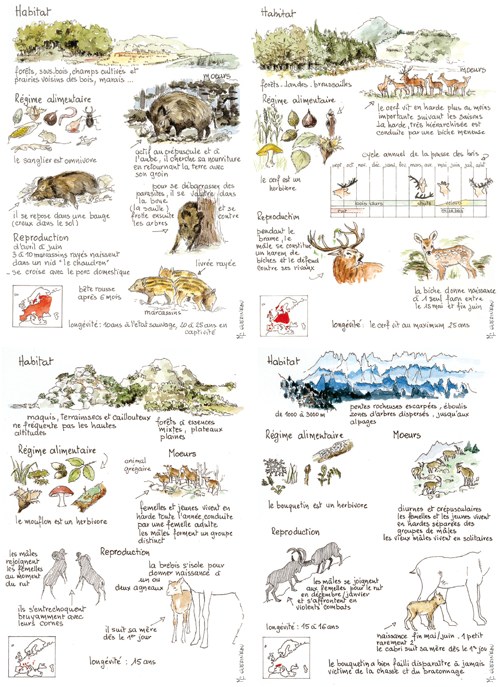 Habitat
forêts, sous.bois, champs cultivés et
prairies voisins des bois, marais ...
moeurs
Régime alimentaire
le sanglier est omnivore
actif au crépuscule et à
l'aube, il cherche sa nourriture
en retournant la terre avec
son groin
il se repose dans une bauge
(creux dans le sol)
pour se débarrasser des
parasites, il se vautre dans
la boue
(la souille) et se
frotte ensuite contre
les arbres
Reproduction
d'avril à juin
3 à 10 marcassins rayés naissent
dans un nid "le chaudron"
- se croise avec le porc domestique
livrée rayée
bête rousse
après 6 mois
marcassins
longévité: 10 ans à l'état sauvage, 20 à 25 ans en
captivité
Habitat
forêts. landes. broussailles
moeurs
Régime alimentaire
le cerf vit en harde plus ou moins
importante suivant les saisons
la harde, très hiérarchisée est
conduite par une biche meneuse
le cerf est un
herbivore
cycle annuel de la pousse des bois
sept. oct. nov. déc. jan. fév. mars. avr. mai. juin. juil. août
bois durs
chute
rut
Reproduction
pendant le
brame, le
mâle se constitue
un harem de
biches et le défend
contre ses rivaux
la biche donne naissance
à 1 seul faon entre
le 15 mai et fin juin
longévité: le cerf vit au maximum 25 ans
Habitat
maquis, terrains secs et caillouteux
ne fréquente pas les hautes
altitudes
forêts d'essences
mixtes, plateaux
plaines
Régime alimentaire
le mouflon est un herbivore
animal
grégaire
Moeurs
femelles et jeunes vivent en
harde toute l'année, conduite
par une femelle adulte
les mâles forment un groupe
distinct
les mâles
rejoignent
les femelles
au moment
du rut
Reproduction
la brebis s'isole pour
donner naissance à
un ou
deux agneaux
ils s'entrechoquent
bruyamment avec
leurs cornes
il suit sa mère
dès le 1er jour
longévité: 15 ans
Habitat
de 1000 à 3000 m
pentes rocheuses escarpées, éboulis
zones d'arbres dispersés, jusqu'aux
alpages
Régime alimentaire
Moeurs
le bouquetin est un herbivore
diurnes et crépusculaires
les femelles et les jeunes vivent
en hardes séparées des
groupes de mâles
les vieux mâles vivent en solitaires
Reproduction
les mâles se joignent
aux femelles pour le rut
en décembre/janvier
et s'affrontent en
violents combats
longévité: 15 à 16 ans
naissance fin mai/juin. 1 petit
rarement 2
le cabri suit sa mère dès le 1er jour
le bouquetin a bien failli disparaître à jamais
victime de la chasse et du braconnage